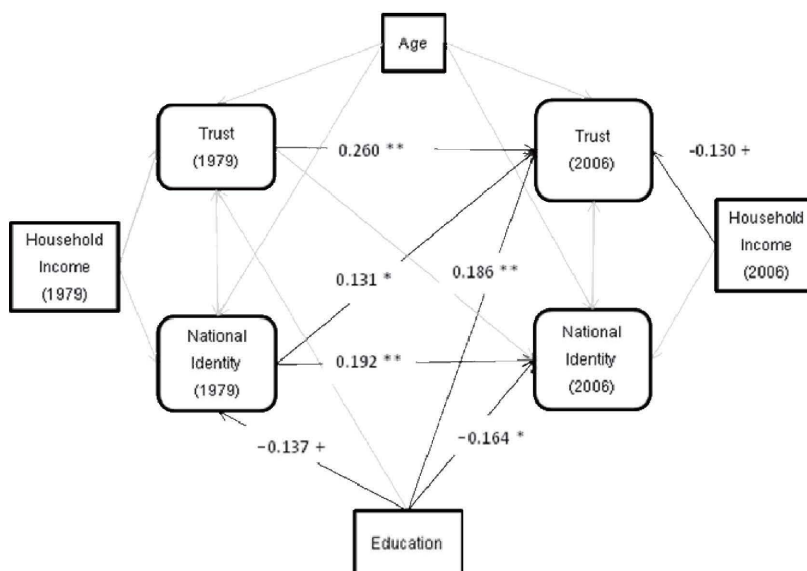 Age
Trust
(1979)
0.260 **
Trust
(2006)
-0.130 +
Household
Income
(1979)
Household
Income
(2006)
0.131 *
0.186 **
National
Identity
(1979)
0.192 **
National
Identity
(2006)
−0.137 +
−0.164 *
Education